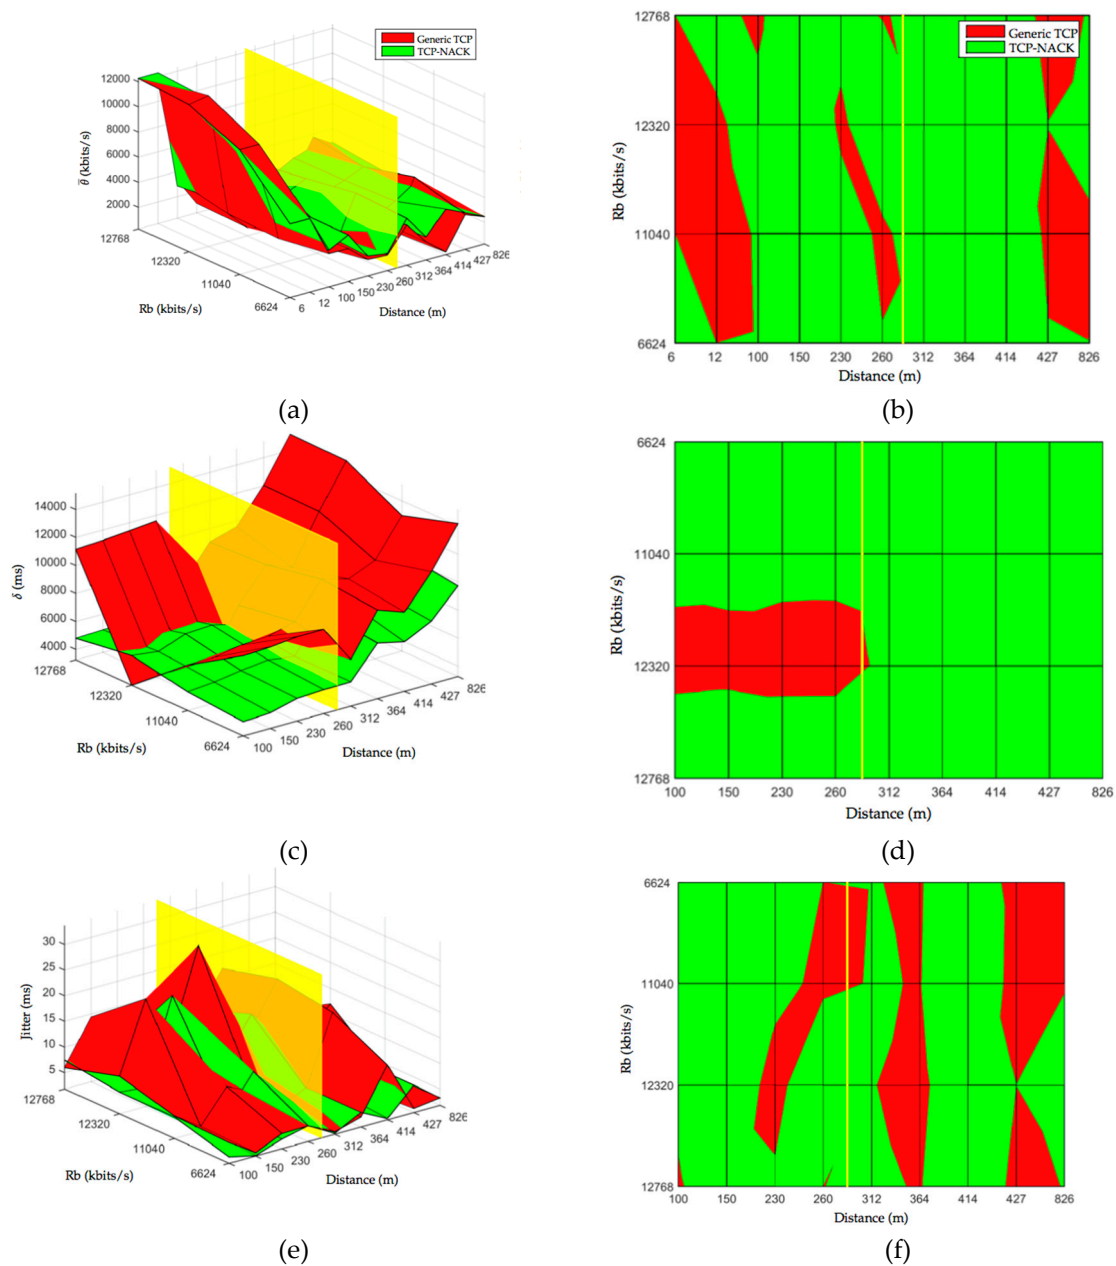 Generic TCP
TCP-NACK
12000
10000
8000
6000
4000
2000
θ̄ (kbits/s)
12768
12320
11040
6624
Rb (kbits/s)
6
12
100
150
230
260
312
364
414
427
826
Distance (m)
(a)
Generic TCP
TCP-NACK
12768
12320
11040
6624
Rb (kbits/s)
6 12 100 150 230 260 312 364 414 427 826
Distance (m)
(b)
14000
12000
10000
8000
6000
4000
δ (ms)
12768
12320
11040
6624
Rb (kbits/s)
100
150
230
260
312
364
414
427
826
Distance (m)
(c)
6624
11040
12320
12768
Rb (kbits/s)
100 150 230 260 312 364 414 427 826
Distance (m)
(d)
30
25
20
15
10
5
Jitter (ms)
12768
12320
11040
6624
Rb (kbits/s)
100
150
230
260
312
364
414
427
826
Distance (m)
(e)
6624
11040
12320
12768
Rb (kbits/s)
100 150 230 260 312 364 414 427 826
Distance (m)
(f)